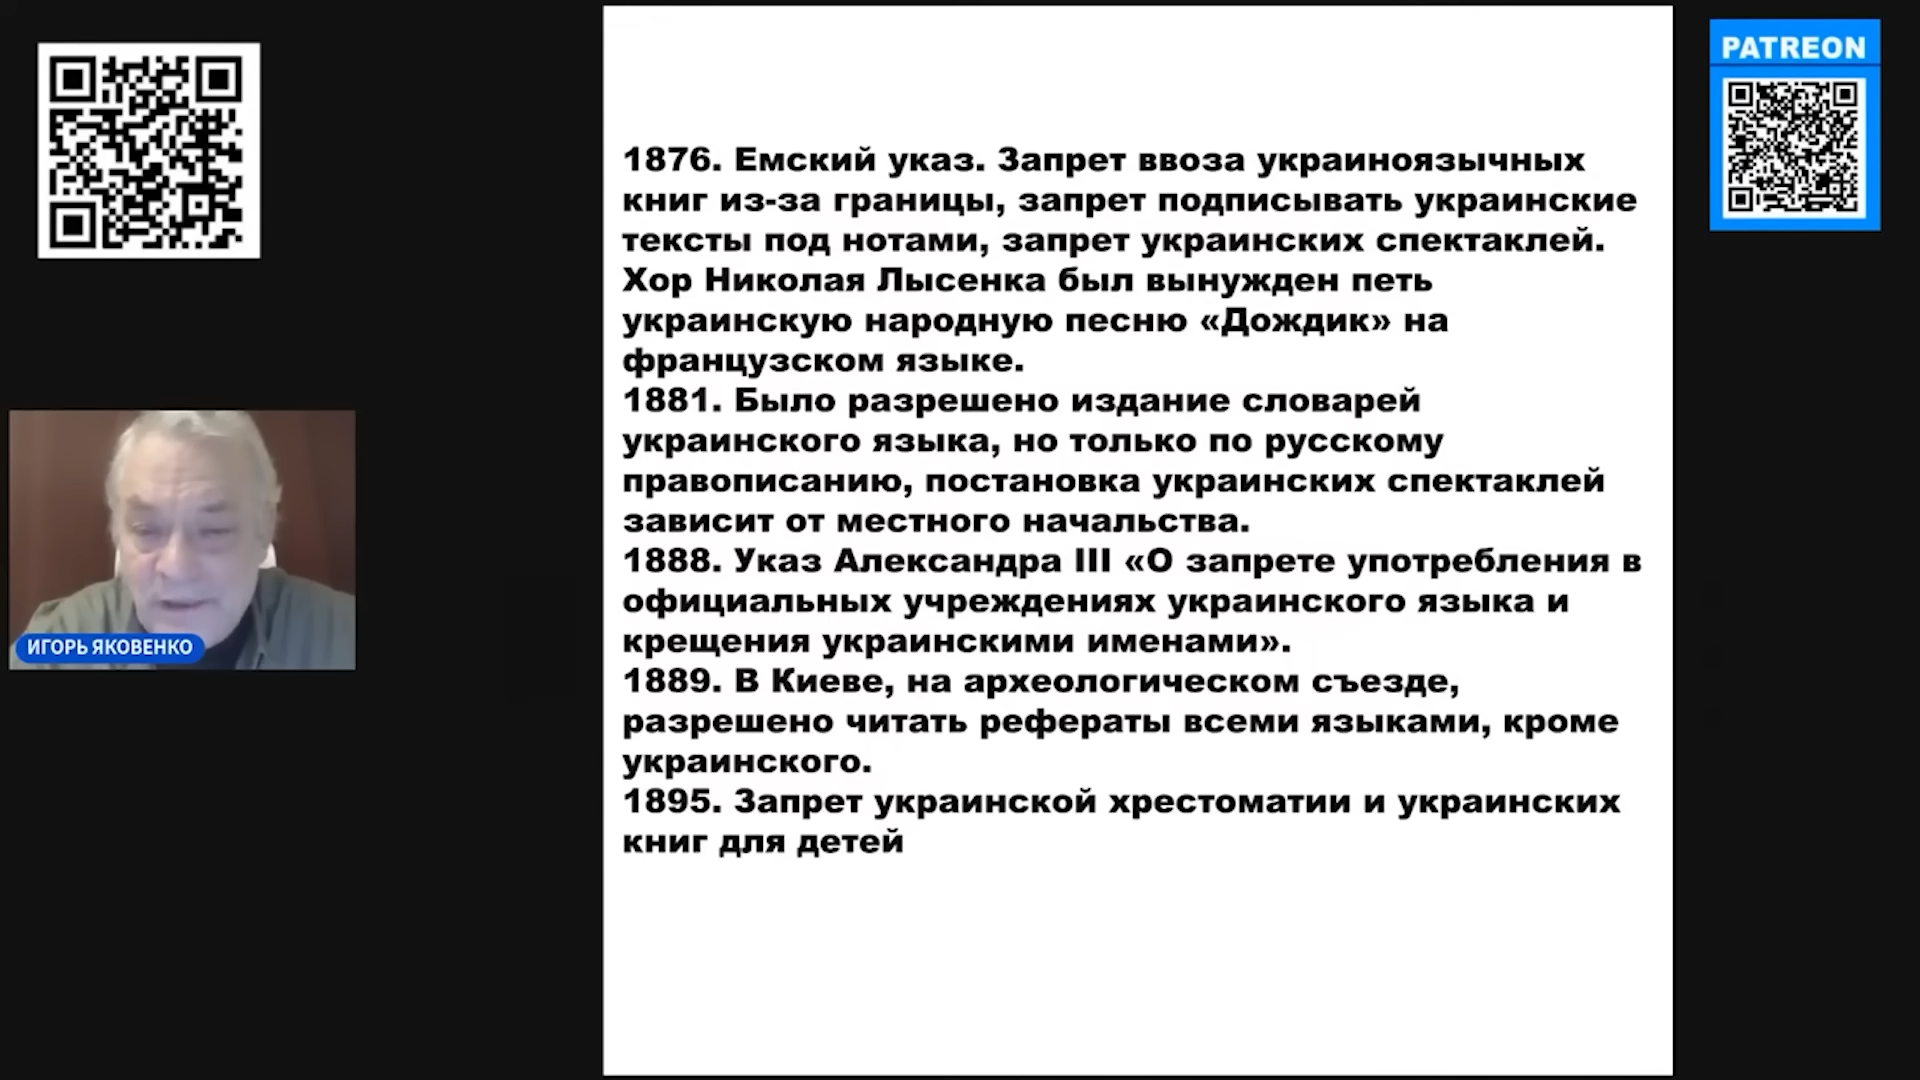 PATREON
1876. Емский указ. Запрет ввоза украиноязычных
книг из-за границы, запрет подписывать украинские
тексты под нотами, запрет украинских спектаклей.
Хор Николая Лысенка был вынужден петь
украинскую народную песню «Дождик» на
французском языке.
1881. Было разрешено издание словарей
украинского языка, но только по русскому
правописанию, постановка украинских спектаклей
зависит от местного начальства.
1888. Указ Александра III «О запрете употребления в
официальных учреждениях украинского языка и
крещения украинскими именами».
1889. В Киеве, на археологическом съезде,
разрешено читать рефераты всеми языками, кроме
украинского.
1895. Запрет украинской хрестоматии и украинских
книг для детей
ИГОРЬ ЯКОВЕНКО